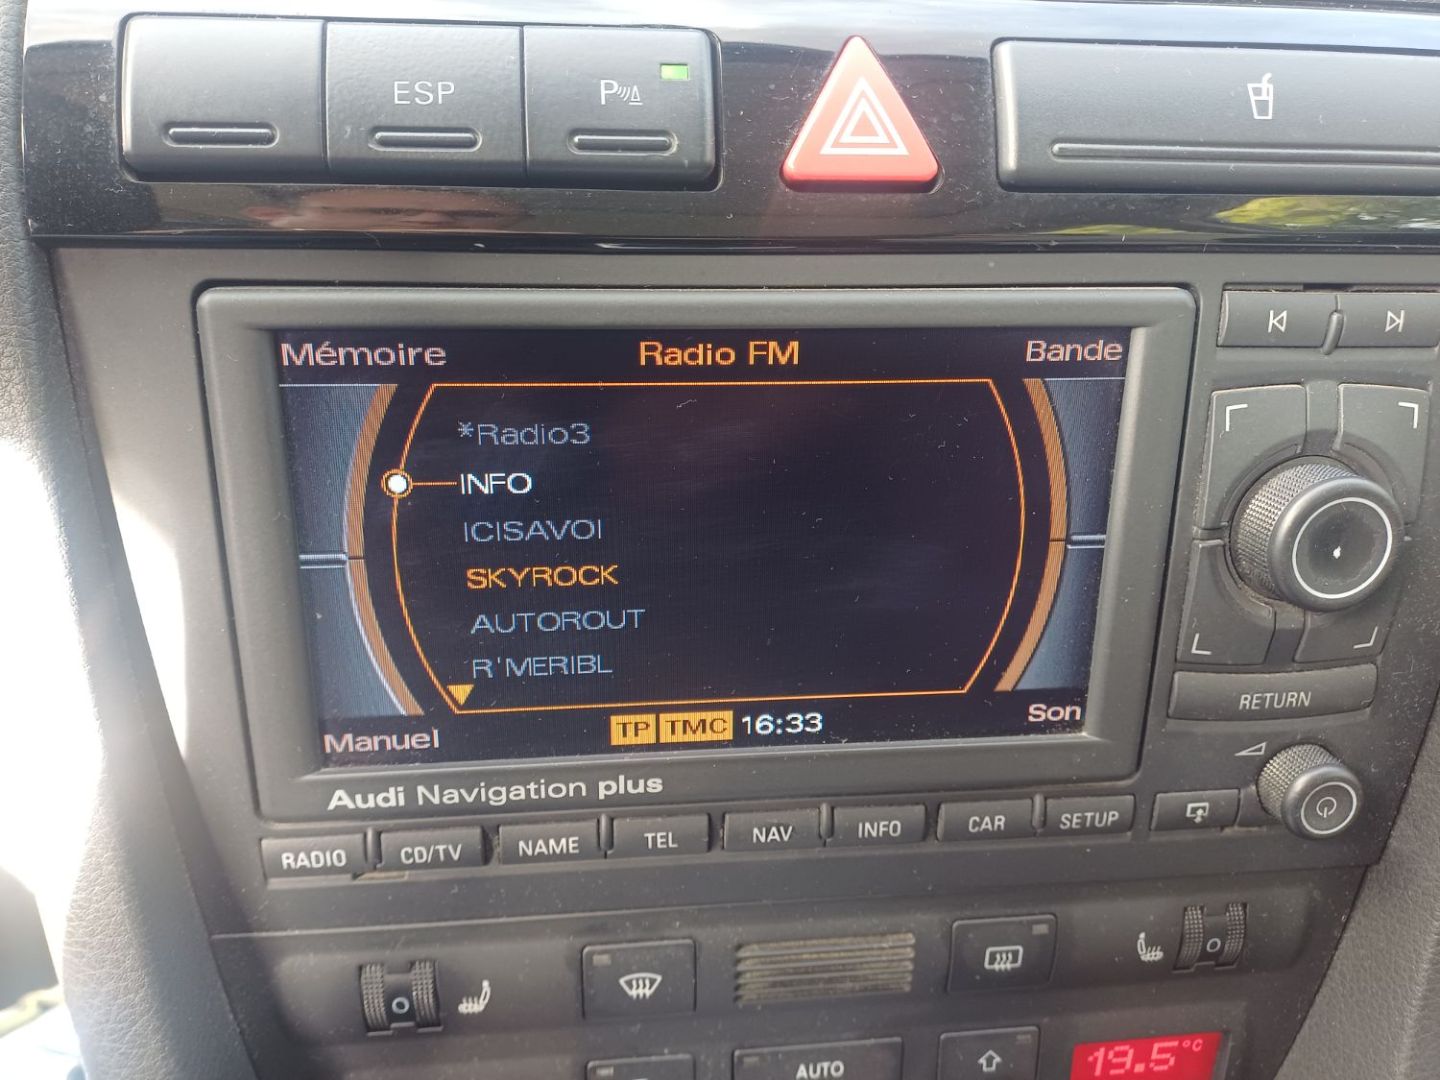 ESP
P
Mémoire Radio FM Bande
*Radio3
INFO
ICISAVOI
SKYROCK
AUTOROUT
R'MERIBL
Manuel TP TMC 16:33 Son
RETURN
Audi Navigation plus
RADIO CD/TV NAME TEL NAV INFO CAR SETUP
AUTO
19.5°C